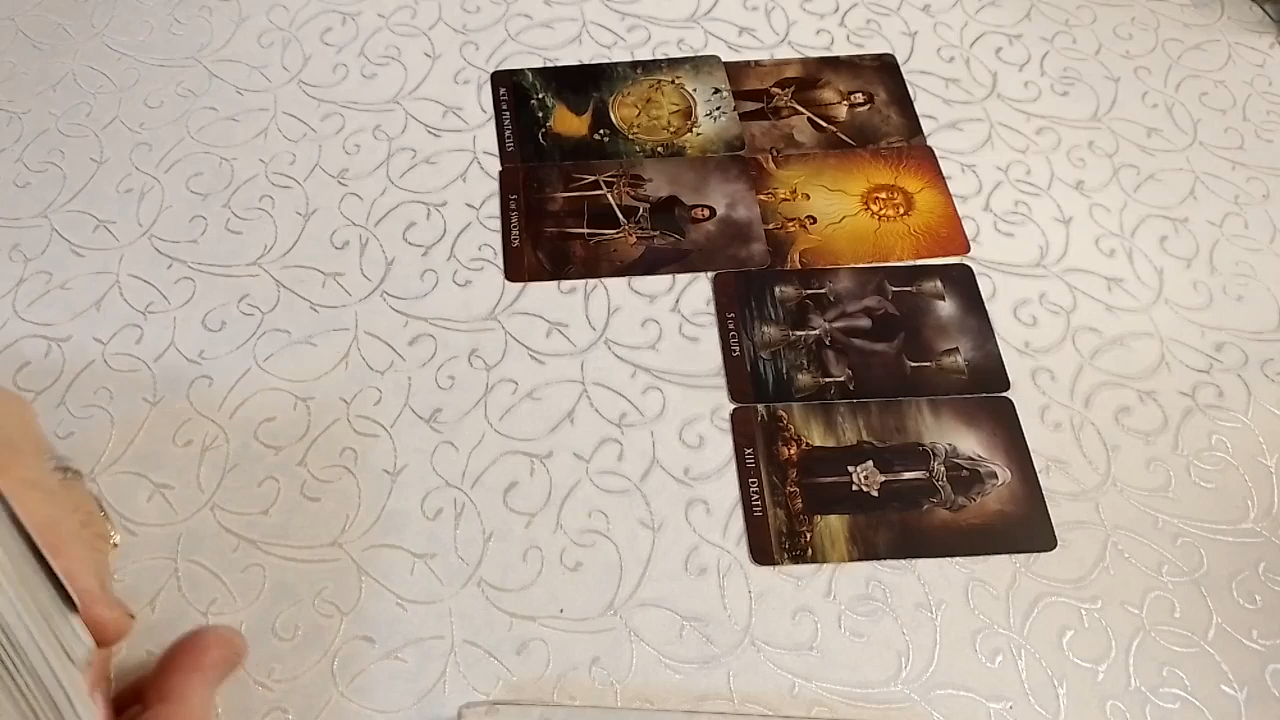 ACE OF PENTACLES
5 OF SWORDS
5 OF CUPS
XIII - DEATH